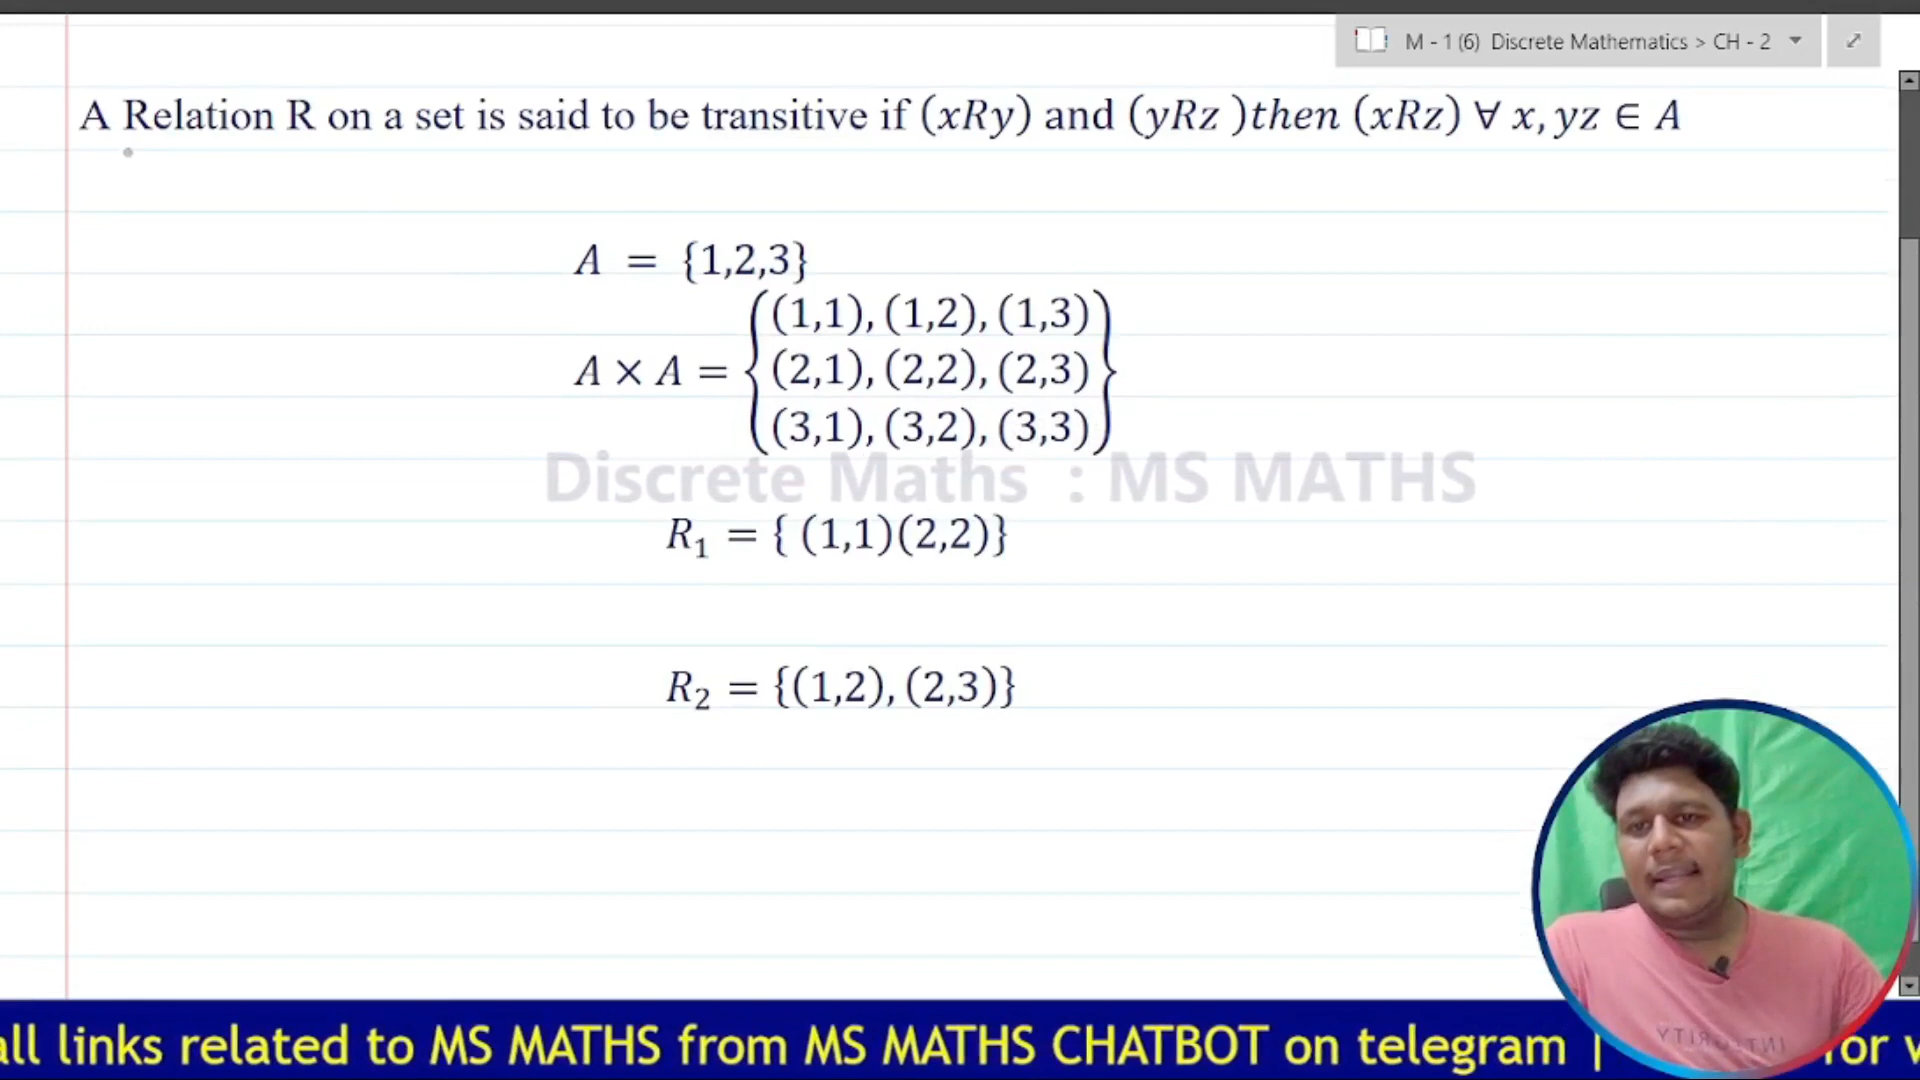 M - 1 (6) Discrete Mathematics > CH - 2
A Relation R on a set is said to be transitive if (xRy) and (yRz )then (xRz) ∀ x, yz ∈ A
A = {1,2,3}
(1,1), (1,2), (1,3)
A × A = { (2,1), (2,2), (2,3) }
(3,1), (3,2), (3,3)
Discrete Maths : MS MATHS
R₁ = { (1,1)(2,2)}
R₂ = {(1,2), (2,3)}
all links related to MS MATHS from MS MATHS CHATBOT on telegram | for